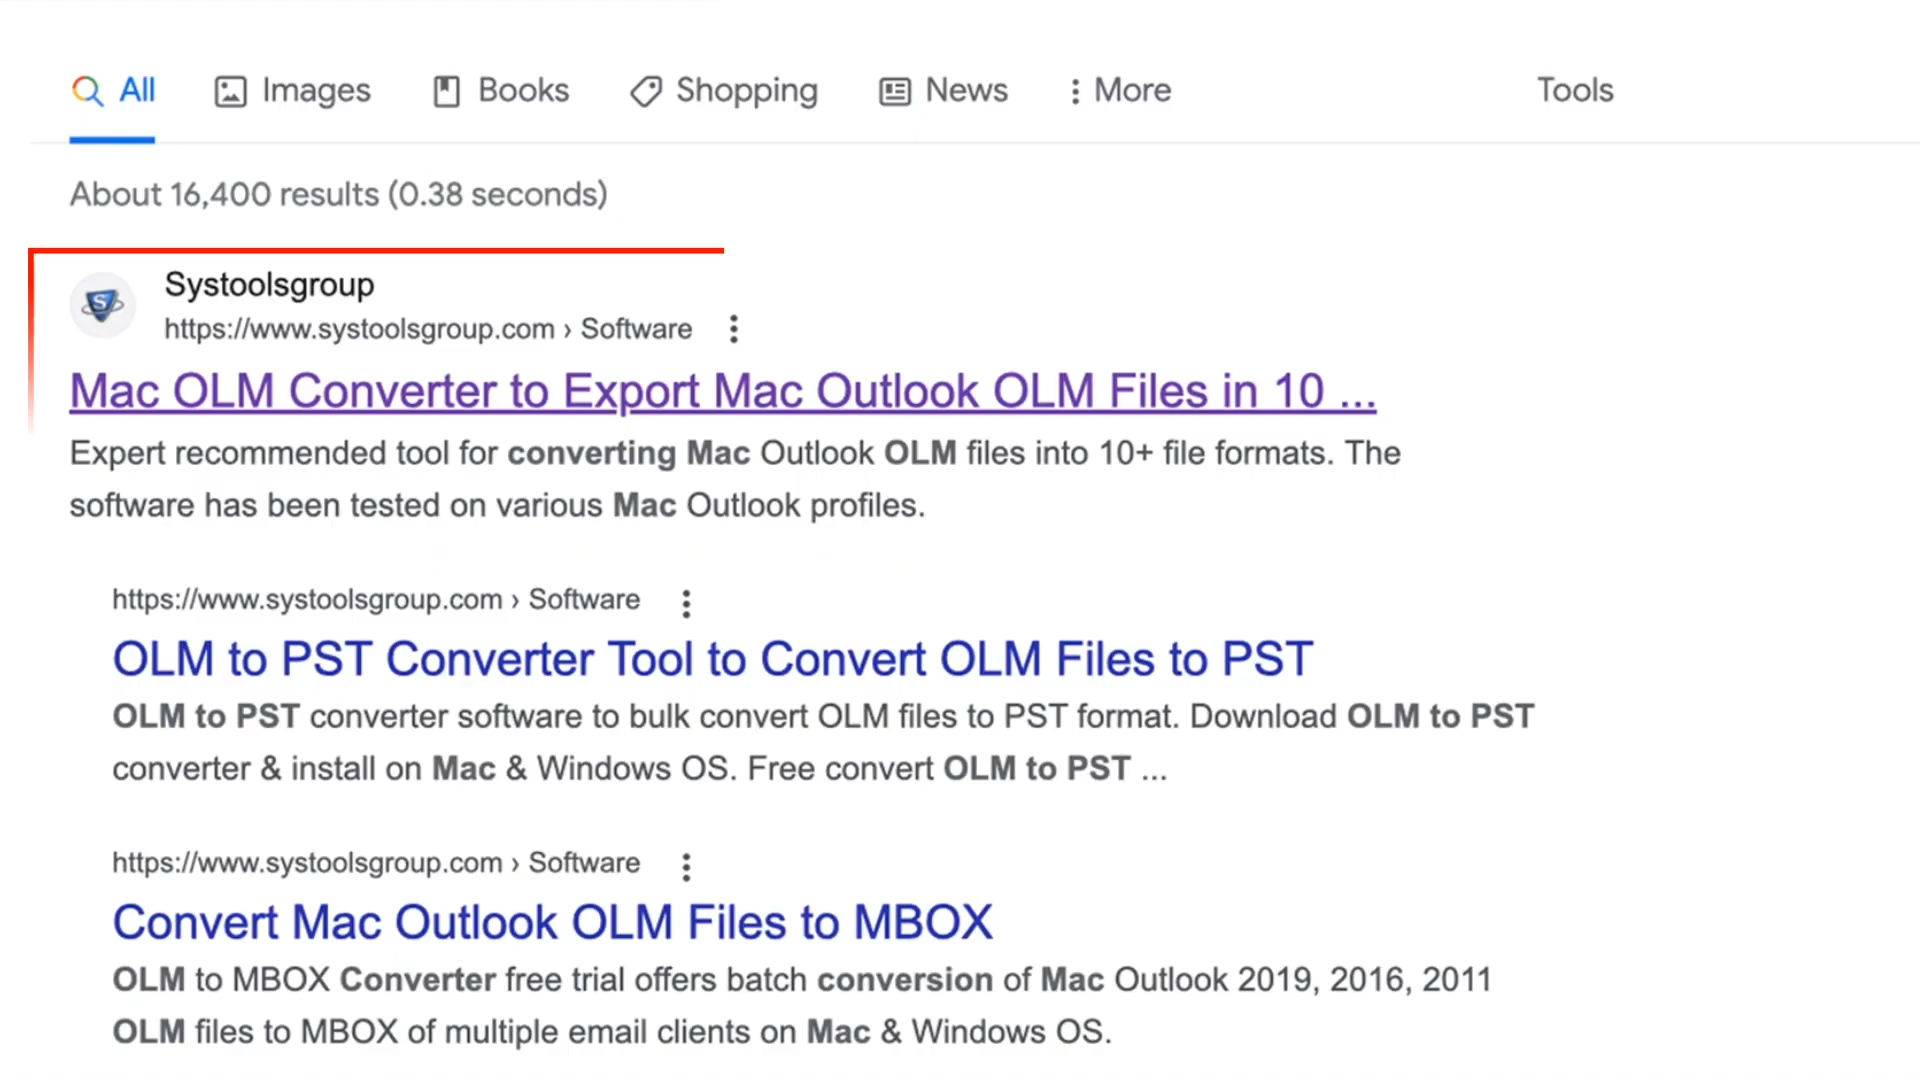 All Images Books Shopping News More Tools
About 16,400 results (0.38 seconds)
S
Systoolsgroup
https://www.systoolsgroup.com › Software
Mac OLM Converter to Export Mac Outlook OLM Files in 10 ...
Expert recommended tool for converting Mac Outlook OLM files into 10+ file formats. The
software has been tested on various Mac Outlook profiles.
https://www.systoolsgroup.com › Software
OLM to PST Converter Tool to Convert OLM Files to PST
OLM to PST converter software to bulk convert OLM files to PST format. Download OLM to PST
converter & install on Mac & Windows OS. Free convert OLM to PST ...
https://www.systoolsgroup.com › Software
Convert Mac Outlook OLM Files to MBOX
OLM to MBOX Converter free trial offers batch conversion of Mac Outlook 2019, 2016, 2011
OLM files to MBOX of multiple email clients on Mac & Windows OS.